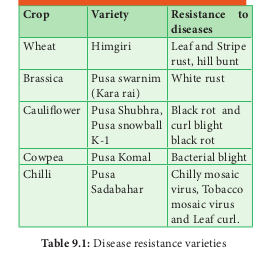 Crop Variety Resistance to
diseases
Wheat Himgiri Leaf and Stripe
rust, hill bunt
Brassica Pusa swarnim White rust
(Kara rai)
Cauliflower Pusa Shubhra, Black rot and
Pusa snowball curl blight
K-1 black rot
Cowpea Pusa Komal Bacterial blight
Chilli Pusa Chilly mosaic
Sadabahar virus, Tobacco
mosaic virus
and Leaf curl.
Table 9.1: Disease resistance varieties